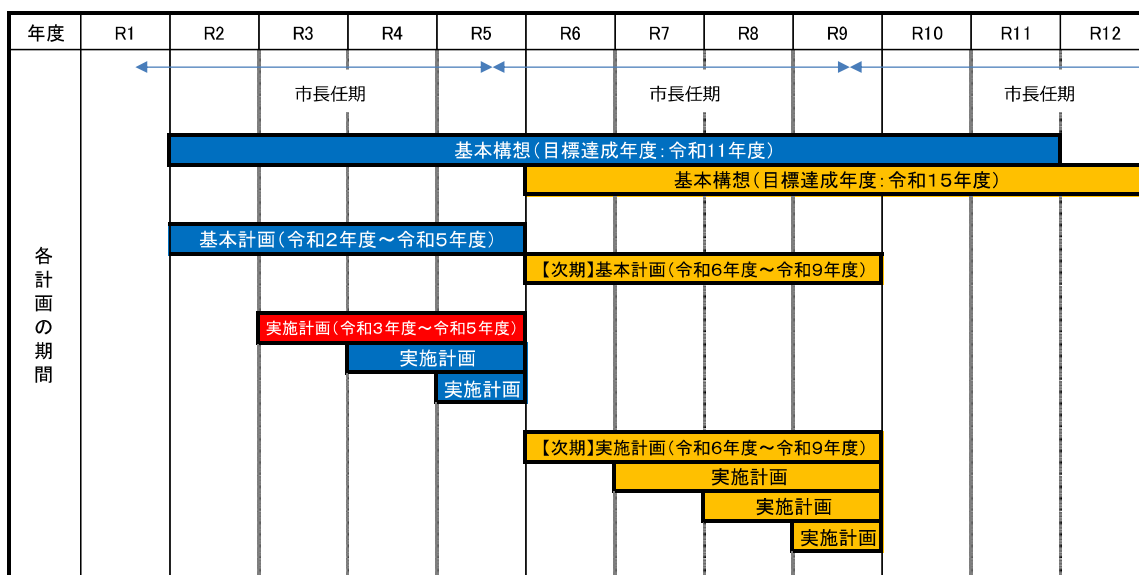 年度 R1 R2 R3 R4 R5 R6 R7 R8 R9 R10 R11 R12
市長任期 市長任期 市長任期
基本構想(目標達成年度:令和11年度)
基本構想(目標達成年度:令和15年度)
基本計画(令和2年度~令和5年度)
【次期】基本計画(令和6年度~令和9年度)
各計画の期間
実施計画(令和3年度~令和5年度)
実施計画
実施計画
【次期】実施計画(令和6年度~令和9年度)
実施計画
実施計画
実施計画